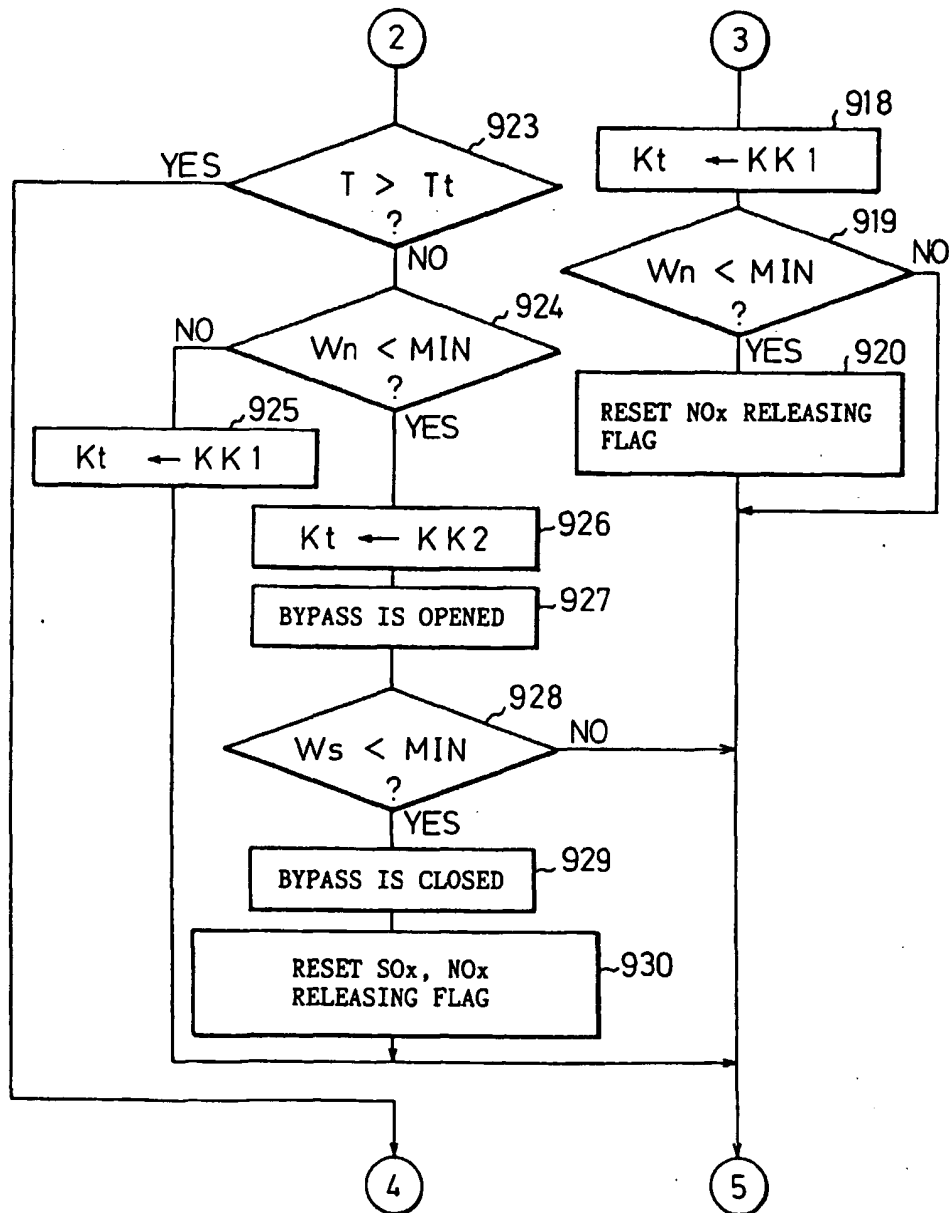 2
923
YES
T > Tt
?
NO
924
NO
Wn < MIN
?
YES
925
Kt ← KK1
Kt ← KK2
926
BYPASS IS OPENED
927
928
Ws < MIN
?
NO
YES
BYPASS IS CLOSED
929
RESET SOx, NOx
RELEASING FLAG
930
4
3
918
Kt ← KK1
919
Wn < MIN
?
NO
YES
920
RESET NOx RELEASING
FLAG
5